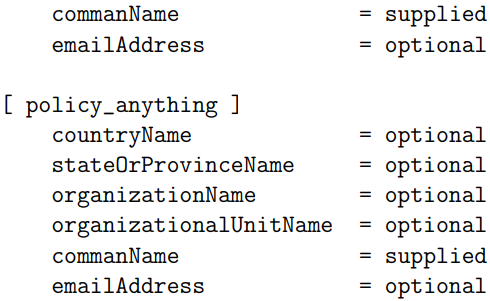 commanName = supplied
emailAddress = optional
[ policy_anything ]
countryName = optional
stateOrProvinceName = optional
organizationName = optional
organizationalUnitName = optional
commanName = supplied
emailAddress = optional